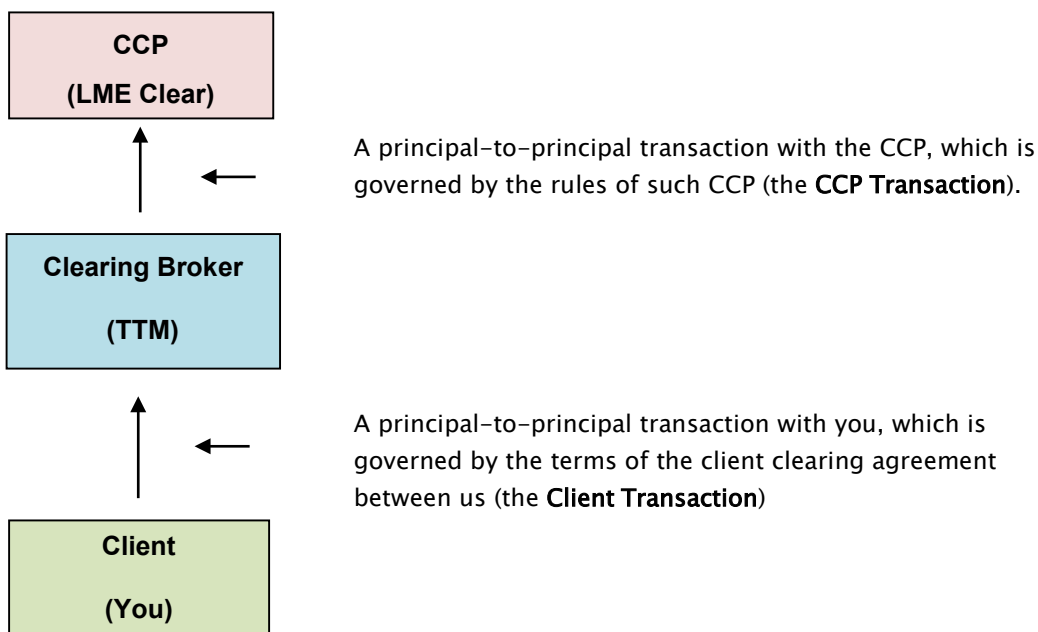 CCP
(LME Clear)
A principal-to-principal transaction with the CCP, which is
governed by the rules of such CCP (the CCP Transaction).
Clearing Broker
(TTM)
A principal-to-principal transaction with you, which is
governed by the terms of the client clearing agreement
between us (the Client Transaction)
Client
(You)